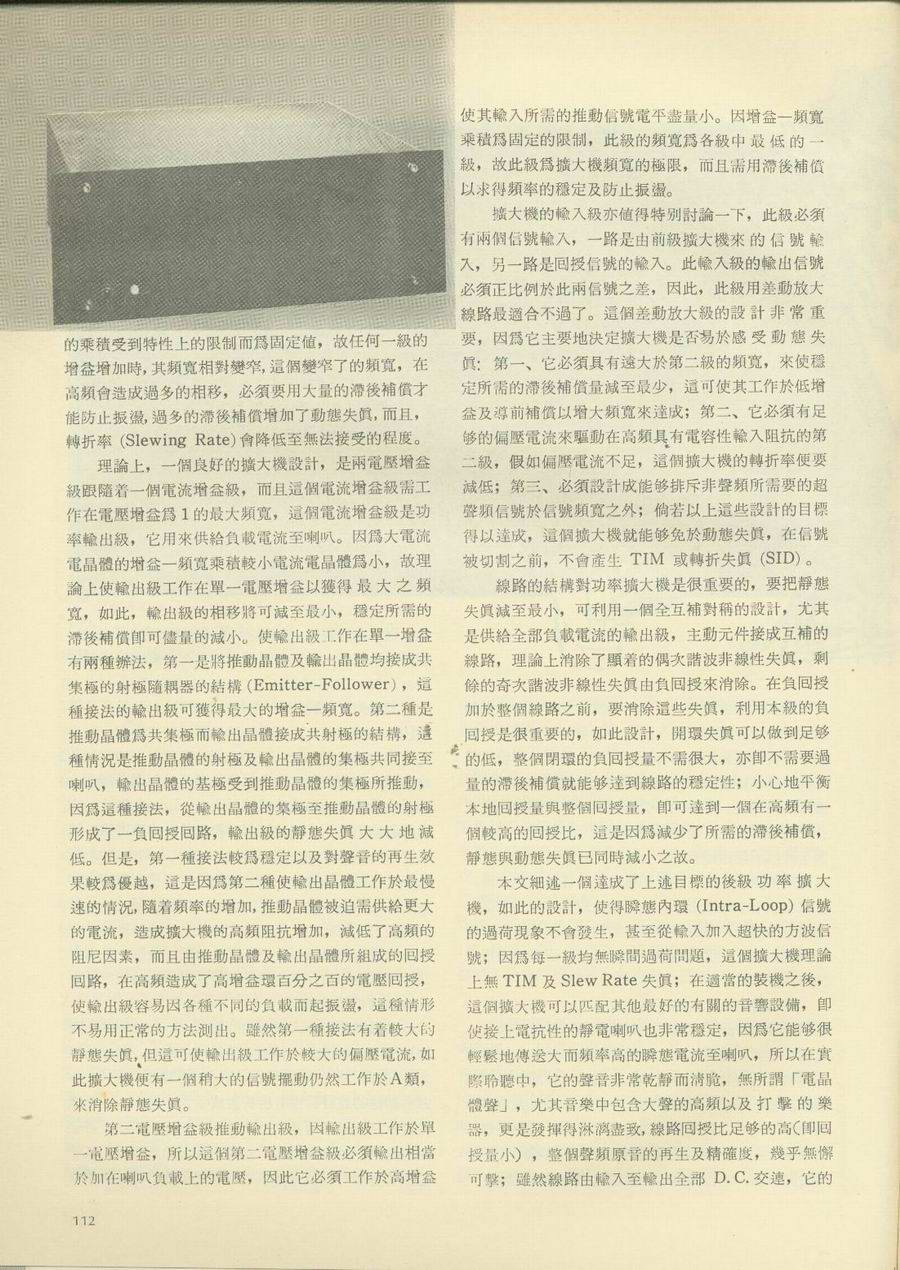 的乘積受到特性上的限制而爲固定值，故任何一級的
增益增加時，其頻寬相對變窄，這個變窄了的頻寬，在
高頻會造成過多的相移，必須要用大量的滯後補償才
能防止振盪，過多的滯後補償增加了動態失眞，而且，
轉折率 (Slewing Rate) 會降低至無法接受的程度。
理論上，一個良好的擴大機設計，是兩電壓增益
級跟隨着一個電流增益級，而且這個電流增益級需工
作在電壓增益爲 1 的最大頻寬，這個電流增益級是功
率輸出級，它用來供給負載電流至喇叭。因爲大電流
電晶體的增益—頻寬乘積較小電流電晶體爲小，故理
論上使輸出級工作在單一電壓增益以獲得最大之頻
寬，如此，輸出級的相移將可減至最小，穩定所需的
滯後補償卽可儘量的減小。使輸出級工作在單一增益
有兩種辦法，第一是將推動晶體及輸出晶體均接成共
集極的射極隨耦器的結構 (Emitter-Follower)，這
種接法的輸出級可獲得最大的增益—頻寬。第二種是
推動晶體爲共集極而輸出晶體接成共射極的結構，這
種情況是推動晶體的射極及輸出晶體的集極共同接至
喇叭，輸出晶體的基極受到推動晶體的集極所推動，
因爲這種接法，從輸出晶體的集極至推動晶體的射極
形成了一負囘授囘路，輸出級的靜態失眞大大地減
低。但是，第一種接法較爲穩定以及對聲音的再生效
果較爲優越，這是因爲第二種使輸出晶體工作於最慢
速的情況，隨着頻率的增加，推動晶體被迫需供給更大
的電流，造成擴大機的高頻阻抗增加，減低了高頻的
阻尼因素，而且由推動晶體及輸出晶體所組成的囘授
囘路，在高頻造成了高增益環百分之百的電壓囘授，
使輸出級容易因各種不同的負載而起振盪，這種情形
不易用正常的方法測出。雖然第一種接法有着較大的
靜態失眞，但這可使輸出級工作於較大的偏壓電流，如
此擴大機便有一個稍大的信號擺動仍然工作於A類，
來消除靜態失眞。
第二電壓增益級推動輸出級，因輸出級工作於單
一電壓增益，所以這個第二電壓增益級必須輸出相當
於加在喇叭負載上的電壓，因此它必須工作於高增益
使其輸入所需的推動信號電平盡量小。因增益—頻寬
乘積爲固定的限制，此級的頻寬爲各級中最低的一
級，故此級爲擴大機頻寬的極限，而且需用滯後補償
以求得頻率的穩定及防止振盪。
擴大機的輸入級亦値得特別討論一下，此級必須
有兩個信號輸入，一路是由前級擴大機來的信號輸
入，另一路是囘授信號的輸入。此輸入級的輸出信號
必須正比例於此兩信號之差，因此，此級用差動放大
線路最適合不過了。這個差動放大級的設計非常重
要，因爲它主要地決定擴大機是否易於感受動態失
眞：第一、它必須具有遠大於第二級的頻寬，來使穩
定所需的滯後補償量減至最少，這可使其工作於低增
益及導前補償以增大頻寬來達成；第二、它必須有足
够的偏壓電流來驅動在高頻具有電容性輸入阻抗的第
二級，假如偏壓電流不足，這個擴大機的轉折率便要
減低；第三、必須設計成能够排斥非聲頻所需要的超
聲頻信號於信號頻寬之外；倘若以上這些設計的目標
得以達成，這個擴大機就能够免於動態失眞，在信號
被切割之前，不會產生 TIM 或轉折失眞 (SID)。
線路的結構對功率擴大機是很重要的，要把靜態
失眞減至最小，可利用一個全互補對稱的設計，尤其
是供給全部負載電流的輸出級，主動元件接成互補的
線路，理論上消除了顯着的偶次諧波非線性失眞，剩
餘的奇次諧波非線性失眞由負囘授來消除。在負囘授
加於整個線路之前，要消除這些失眞，利用本級的負
囘授是很重要的，如此設計，開環失眞可以做到足够
的低，整個閉環的負囘授量不需很大，亦卽不需要過
量的滯後補償就能够達到線路的穩定性；小心地平衡
本地囘授量與整個囘授量，卽可達到一個在高頻有一
個較高的囘授比，這是因爲減少了所需的滯後補償，
靜態與動態失眞已同時減小之故。
本文細述一個達成了上述目標的後級功率擴大
機，如此的設計，使得瞬態內環 (Intra-Loop) 信號
的過荷現象不會發生，甚至從輸入加入超快的方波信
號；因爲每一級均無瞬間過荷問題，這個擴大機理論
上無 TIM 及 Slew Rate 失眞；在適當的裝機之後，
這個擴大機可以匹配其他最好的有關的音響設備，卽
使接上電抗性的靜電喇叭也非常穩定，因爲它能够很
輕鬆地傳送大而頻率高的瞬態電流至喇叭，所以在實
際聆聽中，它的聲音非常乾靜而清脆，無所謂「電晶
體聲」，尤其音樂中包含大聲的高頻以及打擊的樂
器，更是發揮得淋漓盡致，線路囘授比足够的高（卽囘
授量小），整個聲頻原音的再生及精確度，幾乎無懈
可擊；雖然線路由輸入至輸出全部 D.C. 交連，它的
112